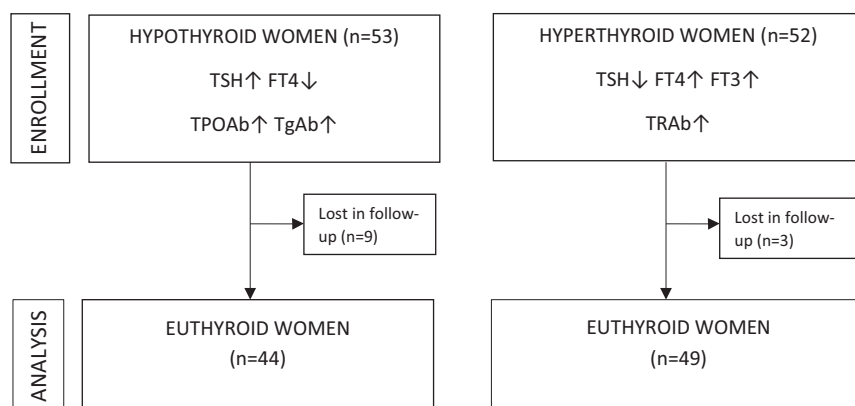 ENROLLMENT
HYPOTHYROID WOMEN (n=53)
TSH↑ FT4↓
TPOAb↑ TgAb↑
HYPERTHYROID WOMEN (n=52)
TSH↓ FT4↑ FT3↑
TRAb↑
Lost in follow-
up (n=9)
Lost in follow-
up (n=3)
ANALYSIS
EUTHYROID WOMEN
(n=44)
EUTHYROID WOMEN
(n=49)